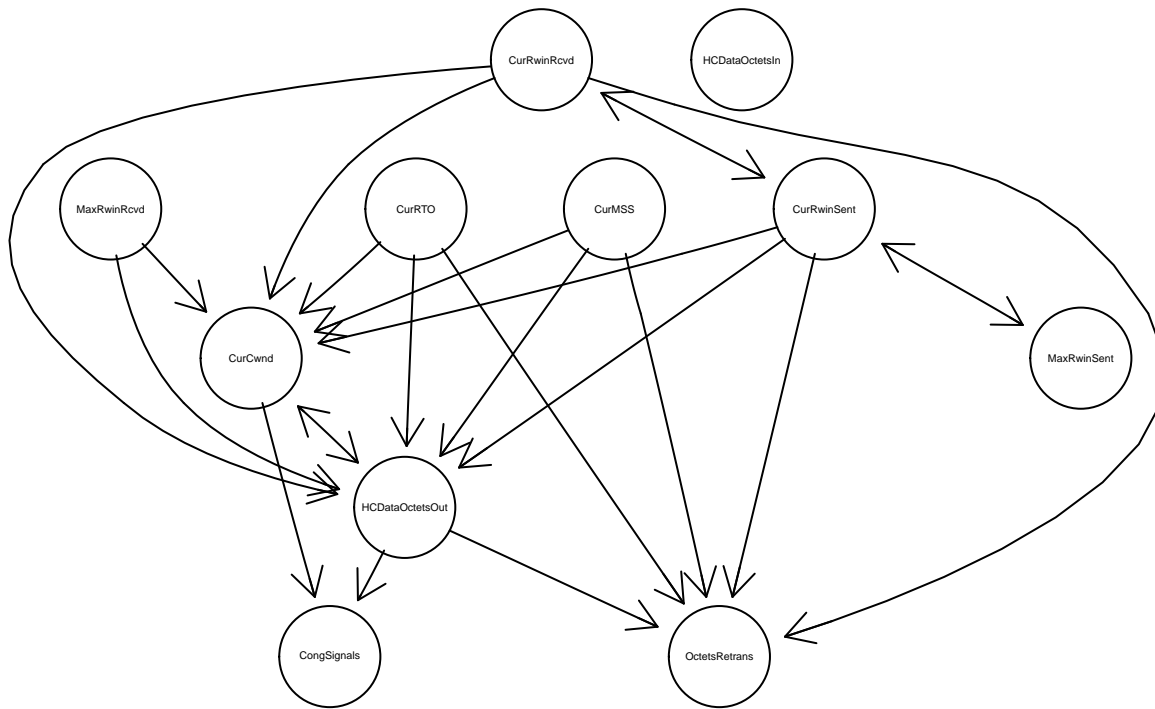 CurRwinRcvd
HCDataOctetsIn
MaxRwinRcvd
CurRTO
CurMSS
CurRwinSent
CurCwnd
MaxRwinSent
HCDataOctetsOut
CongSignals
OctetsRetrans